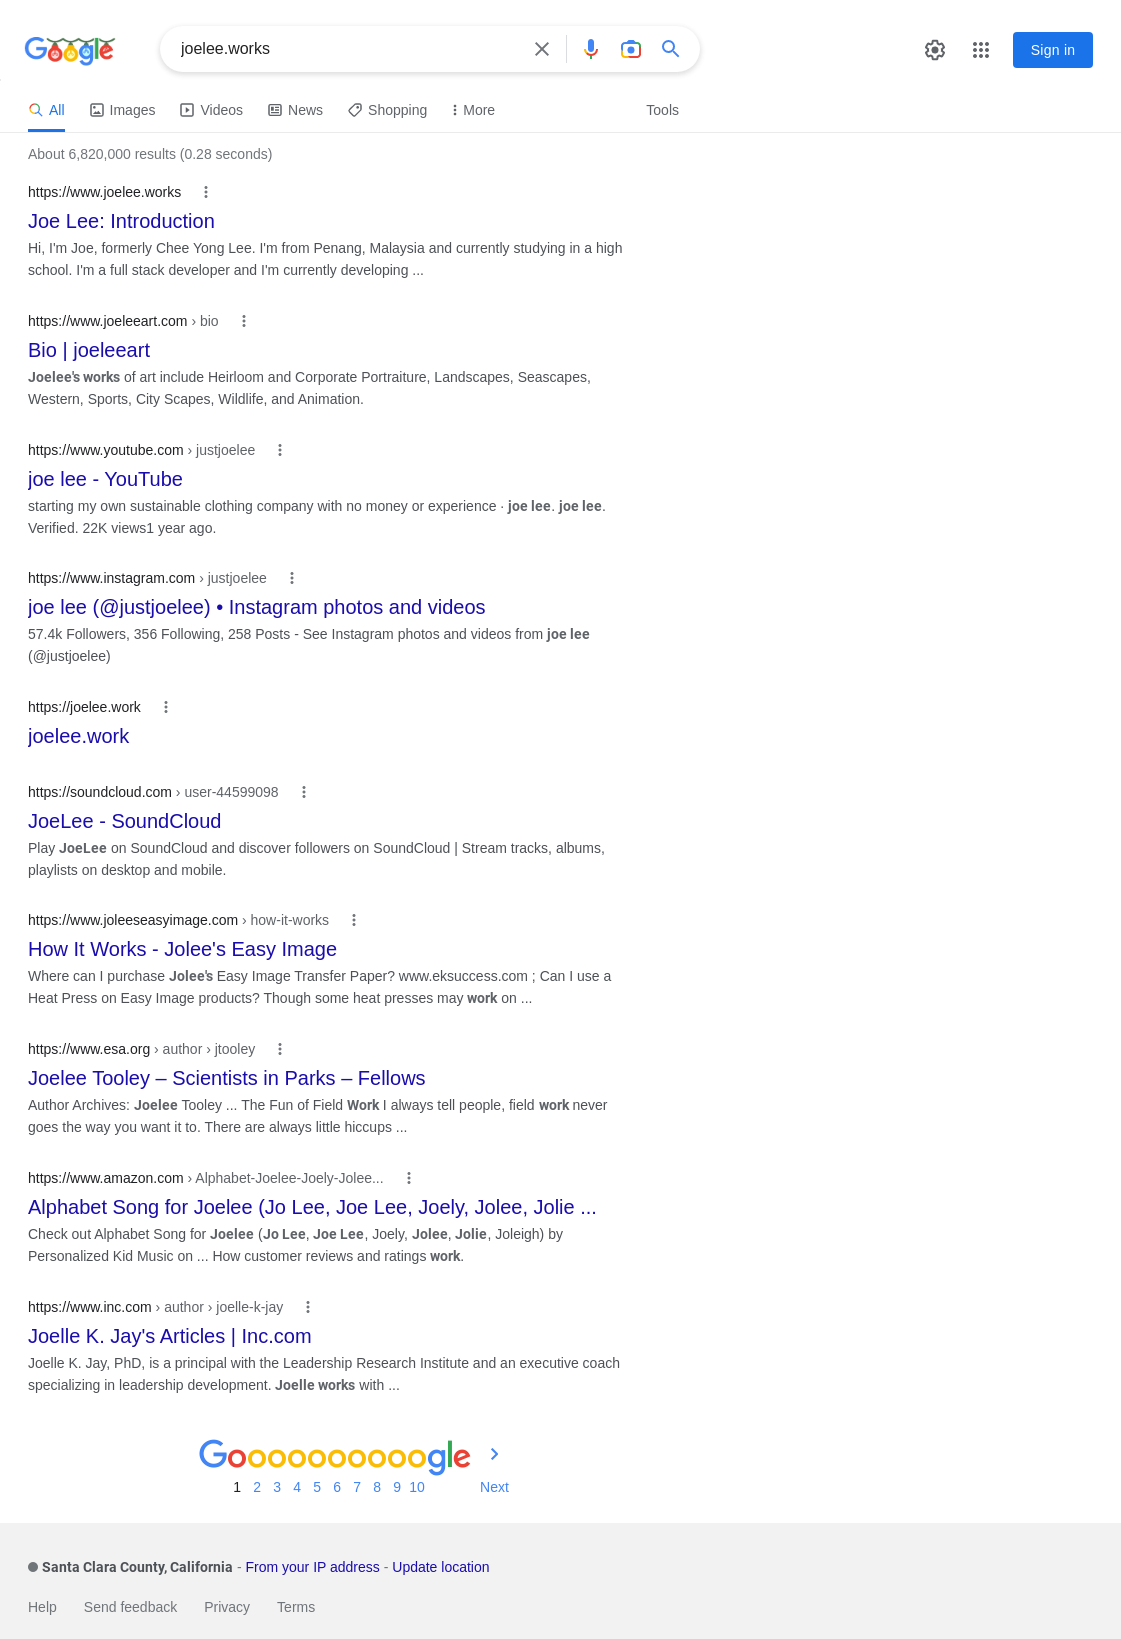 Google
joelee.works
Sign in
All Images Videos News Shopping More Tools
About 6,820,000 results (0.28 seconds)
https://www.joelee.works
Joe Lee: Introduction
Hi, I'm Joe, formerly Chee Yong Lee. I'm from Penang, Malaysia and currently studying in a high
school. I'm a full stack developer and I'm currently developing ...
https://www.joeleeart.com › bio
Bio | joeleeart
Joelee's works of art include Heirloom and Corporate Portraiture, Landscapes, Seascapes,
Western, Sports, City Scapes, Wildlife, and Animation.
https://www.youtube.com › justjoelee
joe lee - YouTube
starting my own sustainable clothing company with no money or experience · joe lee. joe lee.
Verified. 22K views1 year ago.
https://www.instagram.com › justjoelee
joe lee (@justjoelee) • Instagram photos and videos
57.4k Followers, 356 Following, 258 Posts - See Instagram photos and videos from joe lee
(@justjoelee)
https://joelee.work
joelee.work
https://soundcloud.com › user-44599098
JoeLee - SoundCloud
Play JoeLee on SoundCloud and discover followers on SoundCloud | Stream tracks, albums,
playlists on desktop and mobile.
https://www.joleeseasyimage.com › how-it-works
How It Works - Jolee's Easy Image
Where can I purchase Jolee's Easy Image Transfer Paper? www.eksuccess.com ; Can I use a
Heat Press on Easy Image products? Though some heat presses may work on ...
https://www.esa.org › author › jtooley
Joelee Tooley – Scientists in Parks – Fellows
Author Archives: Joelee Tooley ... The Fun of Field Work I always tell people, field work never
goes the way you want it to. There are always little hiccups ...
https://www.amazon.com › Alphabet-Joelee-Joely-Jolee...
Alphabet Song for Joelee (Jo Lee, Joe Lee, Joely, Jolee, Jolie ...
Check out Alphabet Song for Joelee (Jo Lee, Joe Lee, Joely, Jolee, Jolie, Joleigh) by
Personalized Kid Music on ... How customer reviews and ratings work.
https://www.inc.com › author › joelle-k-jay
Joelle K. Jay's Articles | Inc.com
Joelle K. Jay, PhD, is a principal with the Leadership Research Institute and an executive coach
specializing in leadership development. Joelle works with ...
Goooooooooogle
1 2 3 4 5 6 7 8 9 10 Next
Santa Clara County, California - From your IP address - Update location
Help Send feedback Privacy Terms